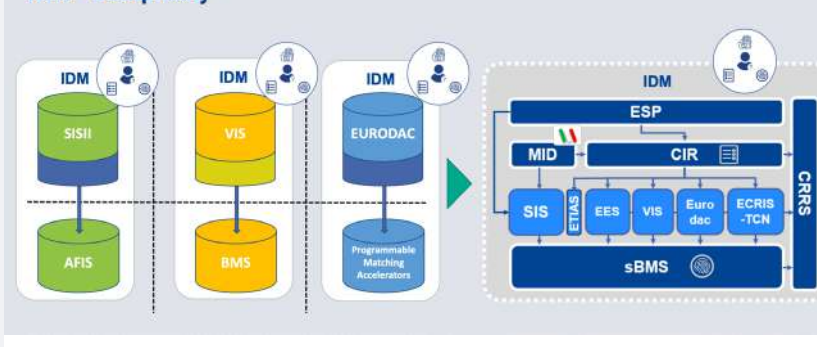 IDM
SISII
AFIS
IDM
VIS
BMS
IDM
EURODAC
Programmable
Matching
Accelerators
IDM
ESP
MID
CIR
SIS
ETIAS
EES
VIS
Euro
dac
ECRIS
-TCN
CRRS
sBMS